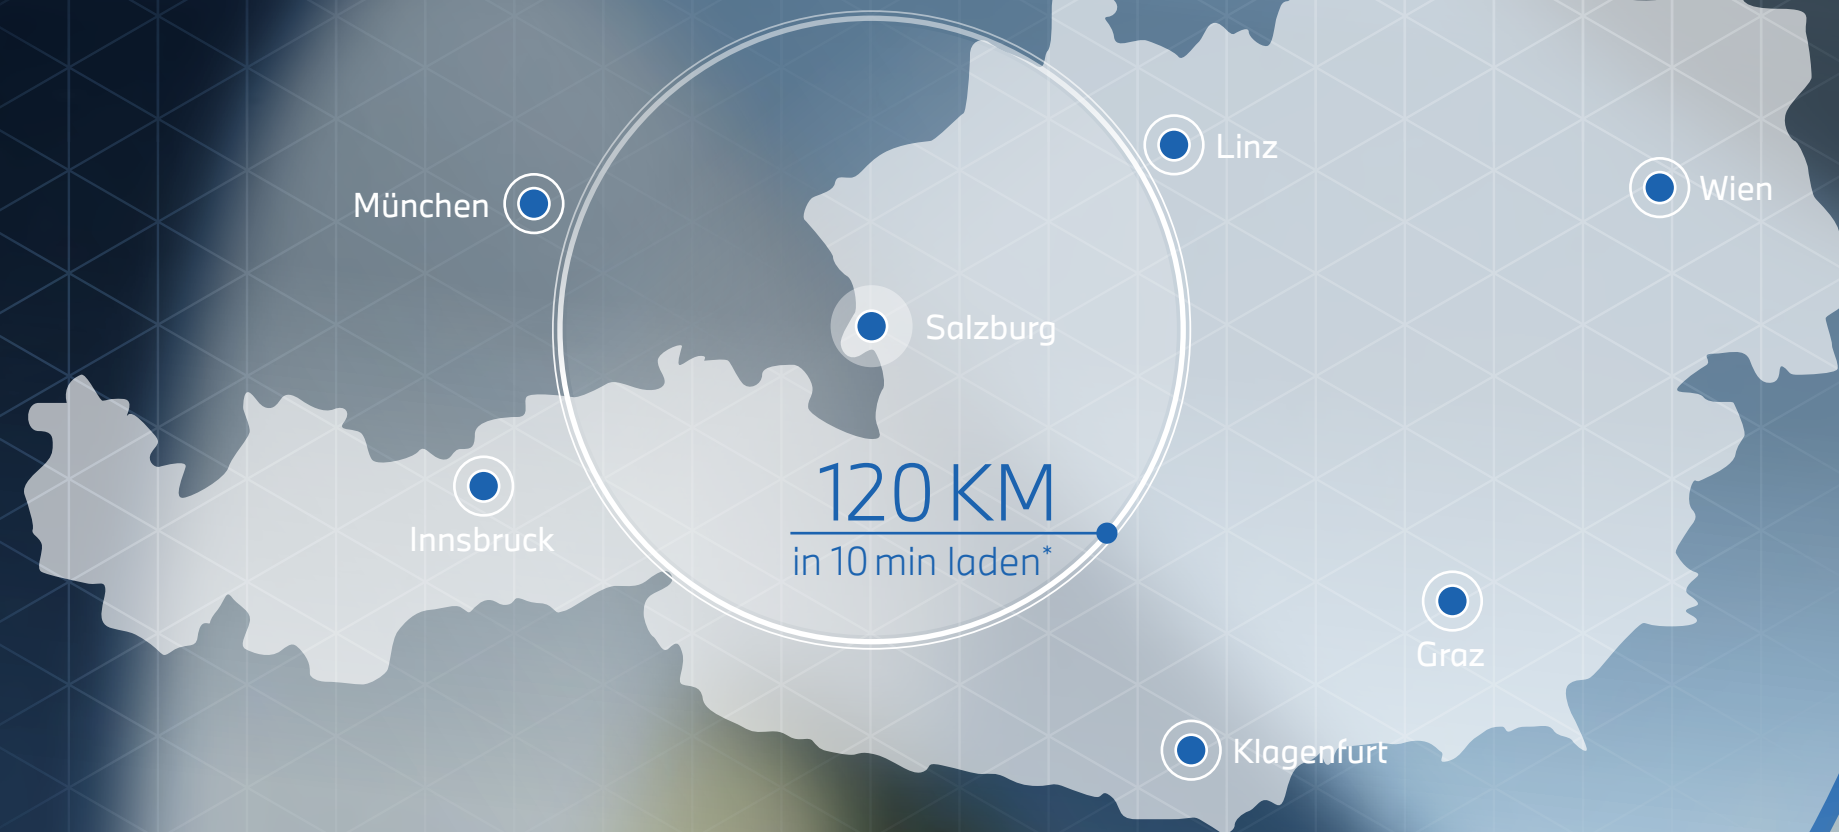 Linz
Wien
München
Salzburg
120 KM
in 10 min laden*
Innsbruck
Graz
Klagenfurt